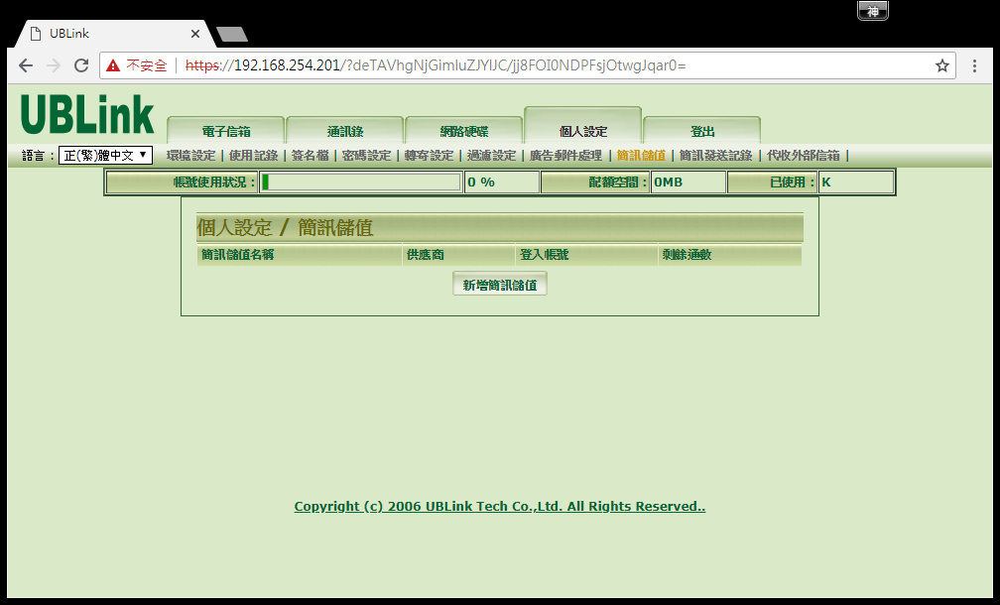 神
UBLink
不安全 https://192.168.254.201/?deTAVhgNjGimIuZJYlJC/jj8FOI0NDPFsjOtwgJqar0=
UBLink
電子信箱 通訊錄 網路硬碟 個人設定 登出
語言： 正(繁)體中文 環境設定 | 使用記錄 | 簽名檔 | 密碼設定 | 轉寄設定 | 過濾設定 | 廣告郵件處理 | 簡訊儲值 | 簡訊發送記錄 | 代收外部信箱 |
帳號使用狀況： 0 % 配額空間： 0MB 已使用： K
個人設定 / 簡訊儲值
簡訊儲值名稱 供應商 登入帳號 剩餘通數
新增簡訊儲值
Copyright (c) 2006 UBLink Tech Co.,Ltd. All Rights Reserved..